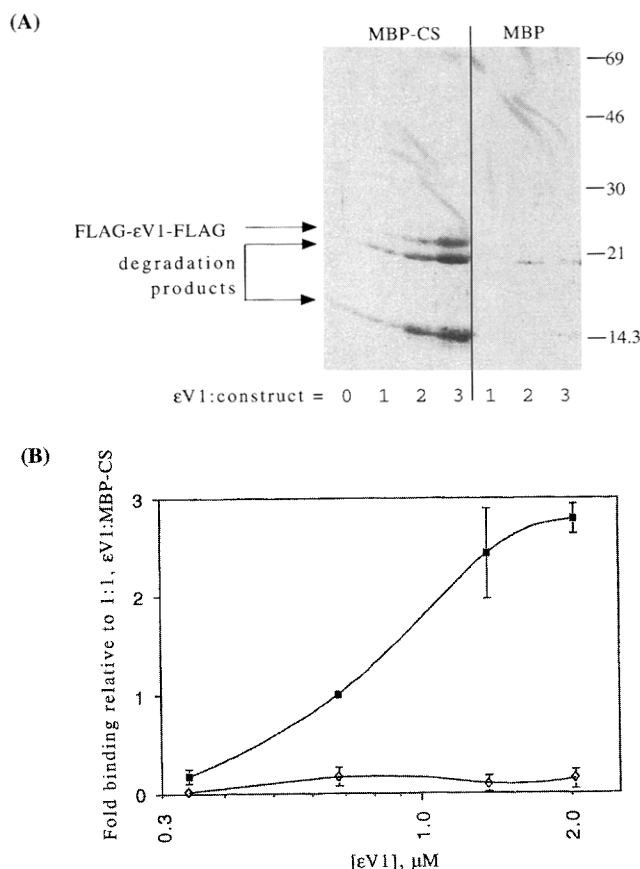 (A)
MBP-CS MBP
69
46
30
FLAG-εV1-FLAG
21
degradation
products
14.3
εV1:construct = 0 1 2 3 1 2 3
(B)
Fold binding relative to 1:1, εV1:MBP-CS
3
2
1
0
0.3 1.0 2.0
[εV1], μM